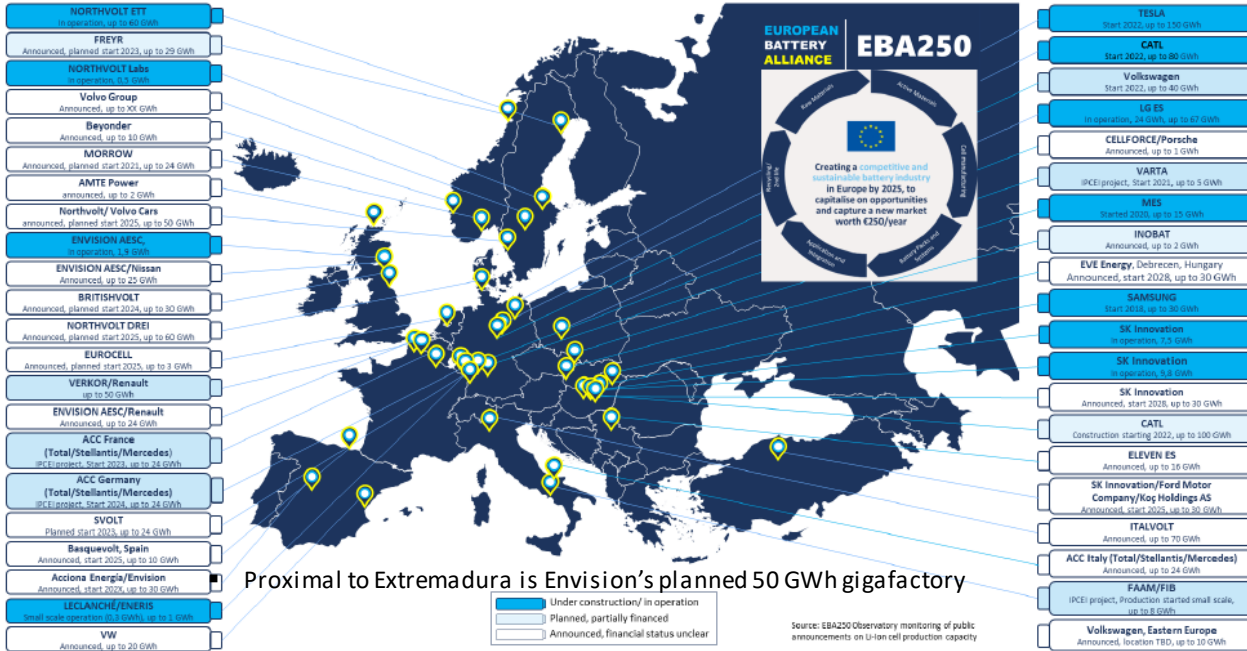 NORTHVOLT ETT
In operation, up to 60 GWh
FREYR
Announced, planned start 2023, up to 29 GWh
NORTHVOLT Labs
In operation, 0,5 GWh
Volvo Group
Announced, up to XX GWh
Beyonder
Announced, up to 10 GWh
MORROW
Announced, planned start 2021, up to 24 GWh
AMTE Power
announced, up to 2 GWh
Northvolt/ Volvo Cars
announced, planned start 2025, up to 50 GWh
ENVISION AESC,
In operation, 1,9 GWh
ENVISION AESC/Nissan
Announced, up to 25 GWh
BRITISHVOLT
Announced, planned start 2024, up to 30 GWh
NORTHVOLT DREI
Announced, planned start 2025, up to 60 GWh
EUROCELL
Announced, planned start 2025, up to 3 GWh
VERKOR/Renault
up to 50 GWh
ENVISION AESC/Renault
Announced, up to 24 GWh
ACC France
(Total/Stellantis/Mercedes)
IPCEI project, Start 2023, up to 24 GWh
ACC Germany
(Total/Stellantis/Mercedes)
IPCEI project, Start 2024, up to 24 GWh
SVOLT
Planned start 2023, up to 24 GWh
Basquevolt, Spain
Announced, start 2025, up to 10 GWh
Acciona Energía/Envision
Announced, start 202X, up to 30 GWh
LECLANCHÉ/ENERIS
Small scale operation (0,3 GWh), up to 1 GWh
VW
Announced, up to 20 GWh
EUROPEAN
BATTERY
ALLIANCE
EBA250
Raw Materials
Active Materials
Cell manufacturing
Battery Packs and
Systems
Application and
Integration
Recycling/
2nd life
Creating a competitive and
sustainable battery industry
in Europe by 2025, to
capitalise on opportunities
and capture a new market
worth €250/year
TESLA
Start 2022, up to 150 GWh
CATL
Start 2022, up to 80 GWh
Volkswagen
Start 2022, up to 40 GWh
LG ES
In operation, 24 GWh, up to 67 GWh
CELLFORCE/Porsche
Announced, up to 1 GWh
VARTA
IPCEI project, Start 2021, up to 5 GWh
MES
Started 2020, up to 15 GWh
INOBAT
Announced, up to 2 GWh
EVE Energy, Debrecen, Hungary
Announced, start 2028, up to 30 GWh
SAMSUNG
Start 2018, up to 30 GWh
SK Innovation
In operation, 7,5 GWh
SK Innovation
In operation, 9,8 GWh
SK Innovation
Announced, start 2028, up to 30 GWh
CATL
Construction starting 2022, up to 100 GWh
ELEVEN ES
Announced, up to 16 GWh
SK Innovation/Ford Motor
Company/Koç Holdings AS
Announced, start 2025, up to 30 GWh
ITALVOLT
Announced, up to 70 GWh
ACC Italy (Total/Stellantis/Mercedes)
Announced, up to 24 GWh
FAAM/FIB
IPCEI project, Production started small scale,
up to 8 GWh
Volkswagen, Eastern Europe
Announced, location TBD, up to 10 GWh
Proximal to Extremadura is Envision's planned 50 GWh gigafactory
Under construction/ in operation
Planned, partially financed
Announced, financial status unclear
Source: EBA250 Observatory monitoring of public
announcements on Li-Ion cell production capacity